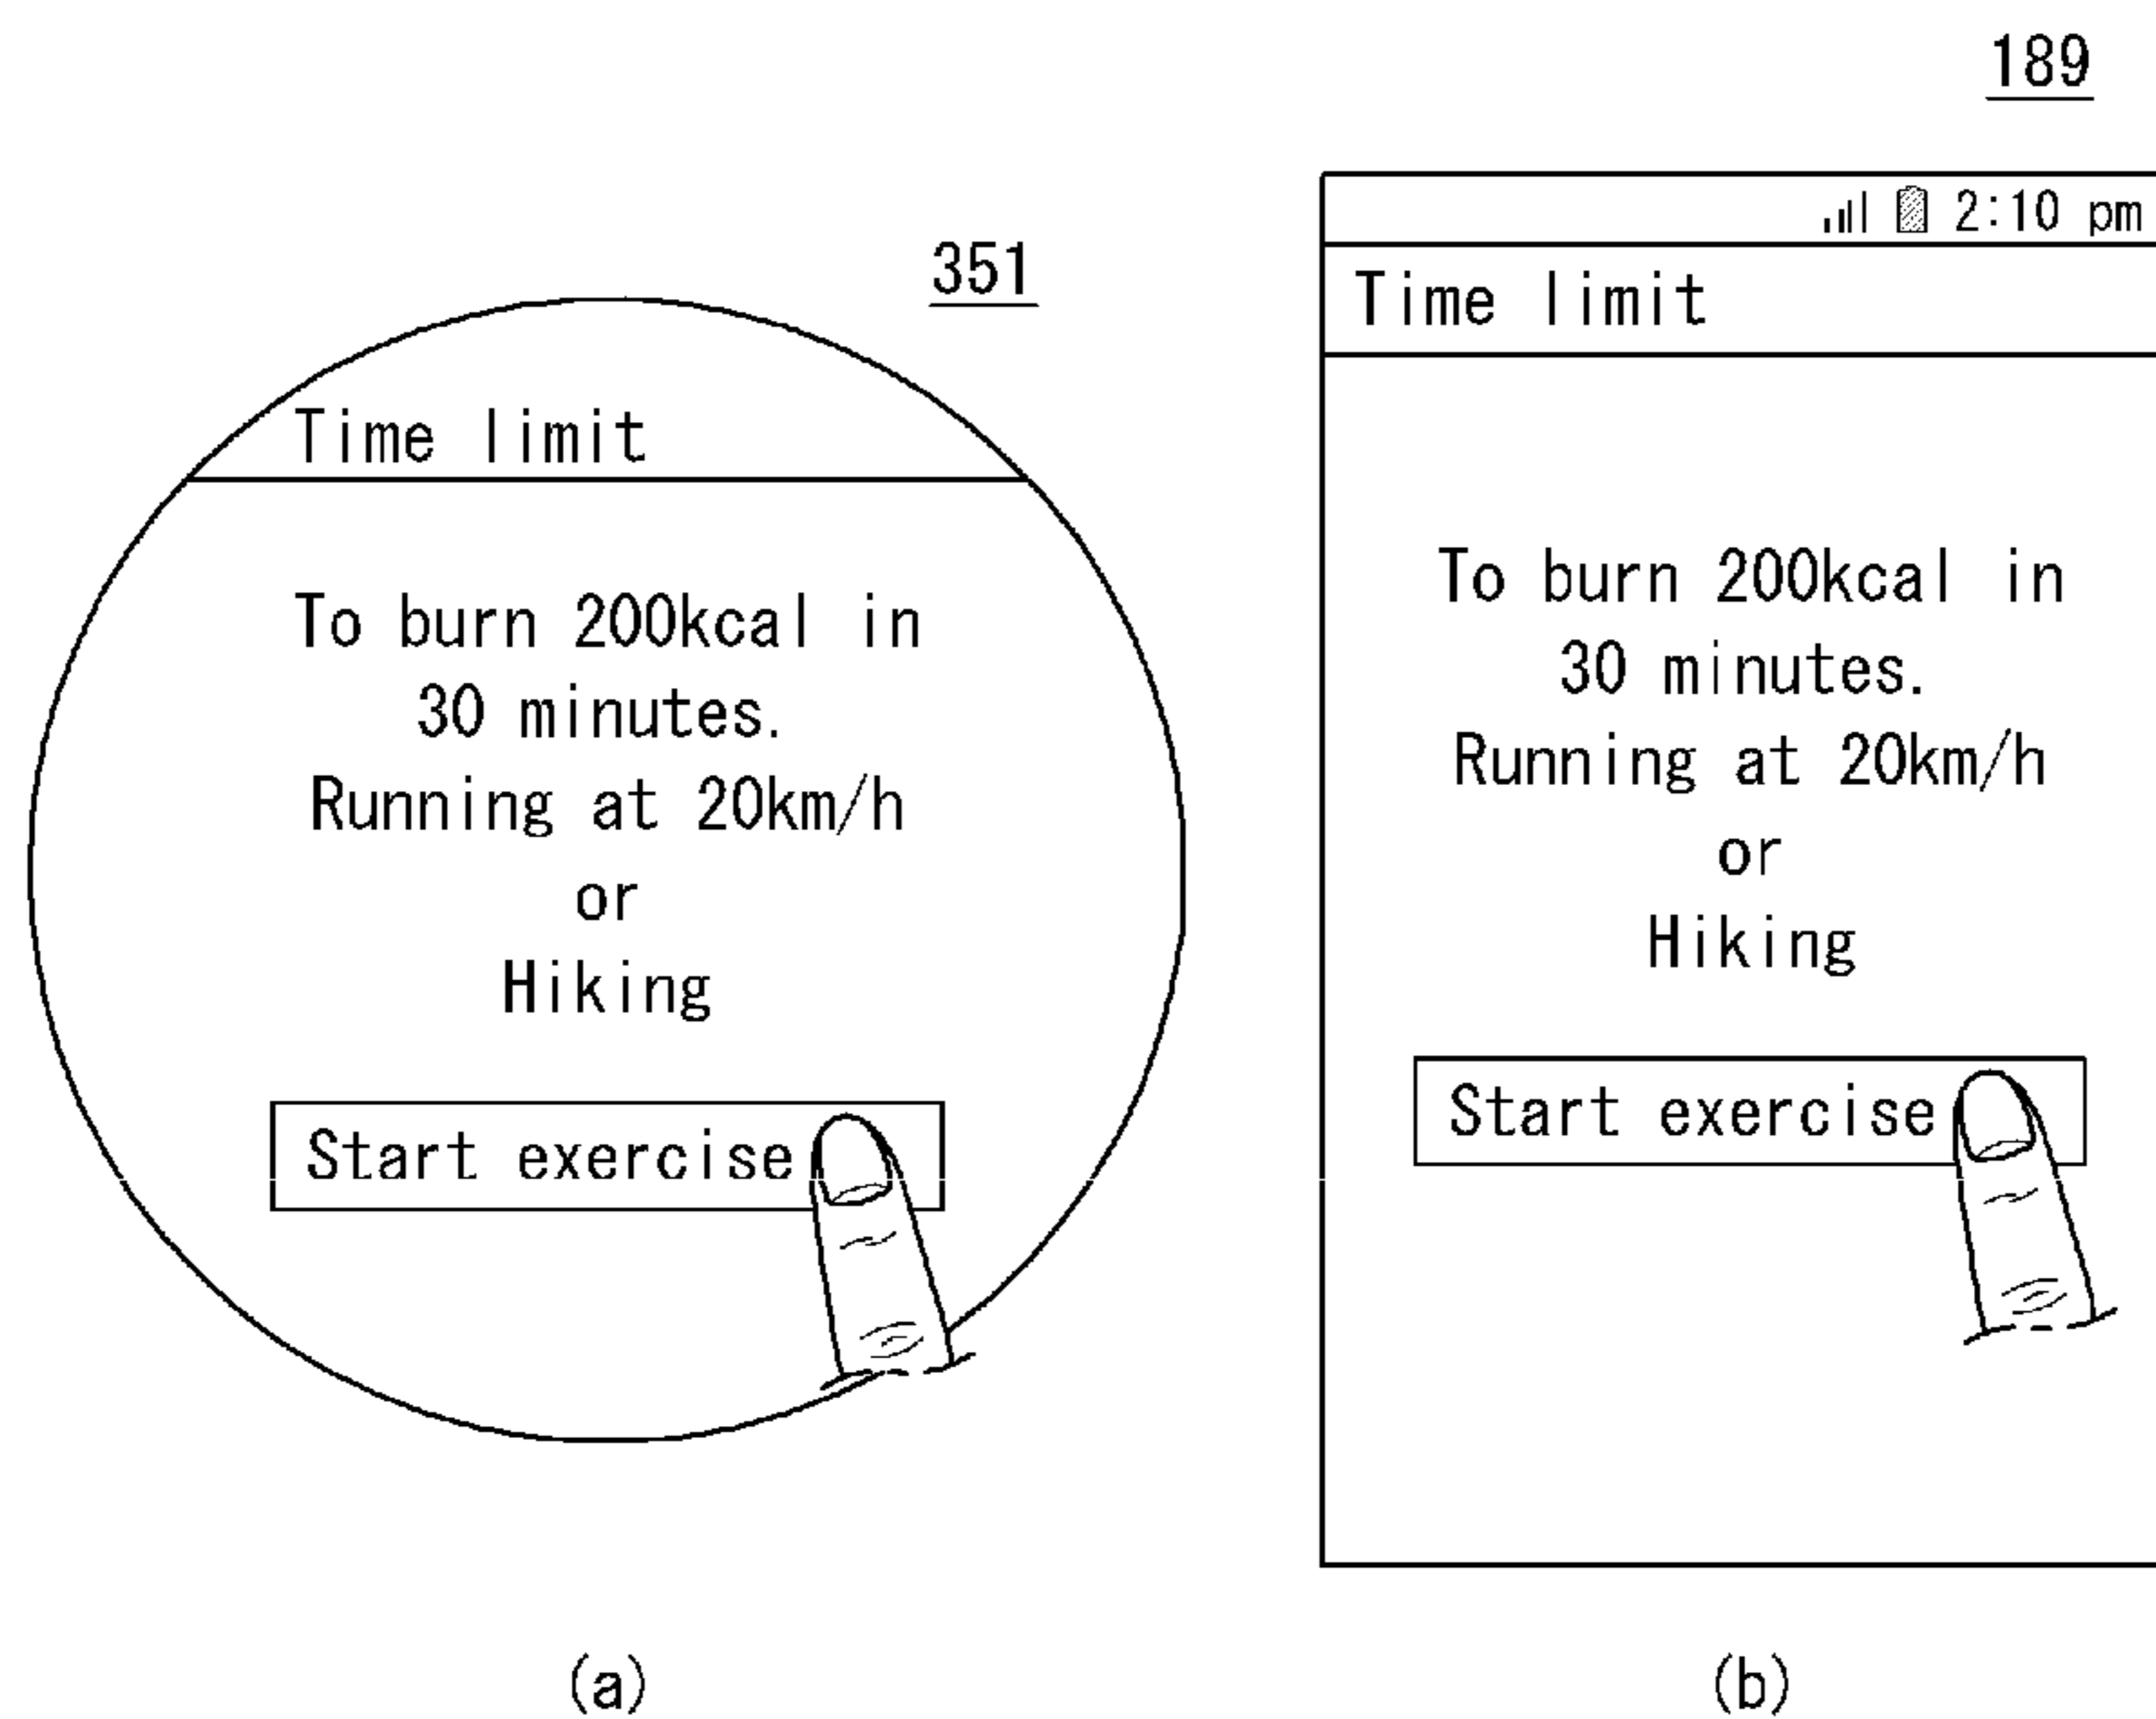 351
Time limit
To burn 200kcal in
30 minutes.
Running at 20km/h
or
Hiking
Start exercise
(a)
189
2:10 pm
Time limit
To burn 200kcal in
30 minutes.
Running at 20km/h
or
Hiking
Start exercise
(b)